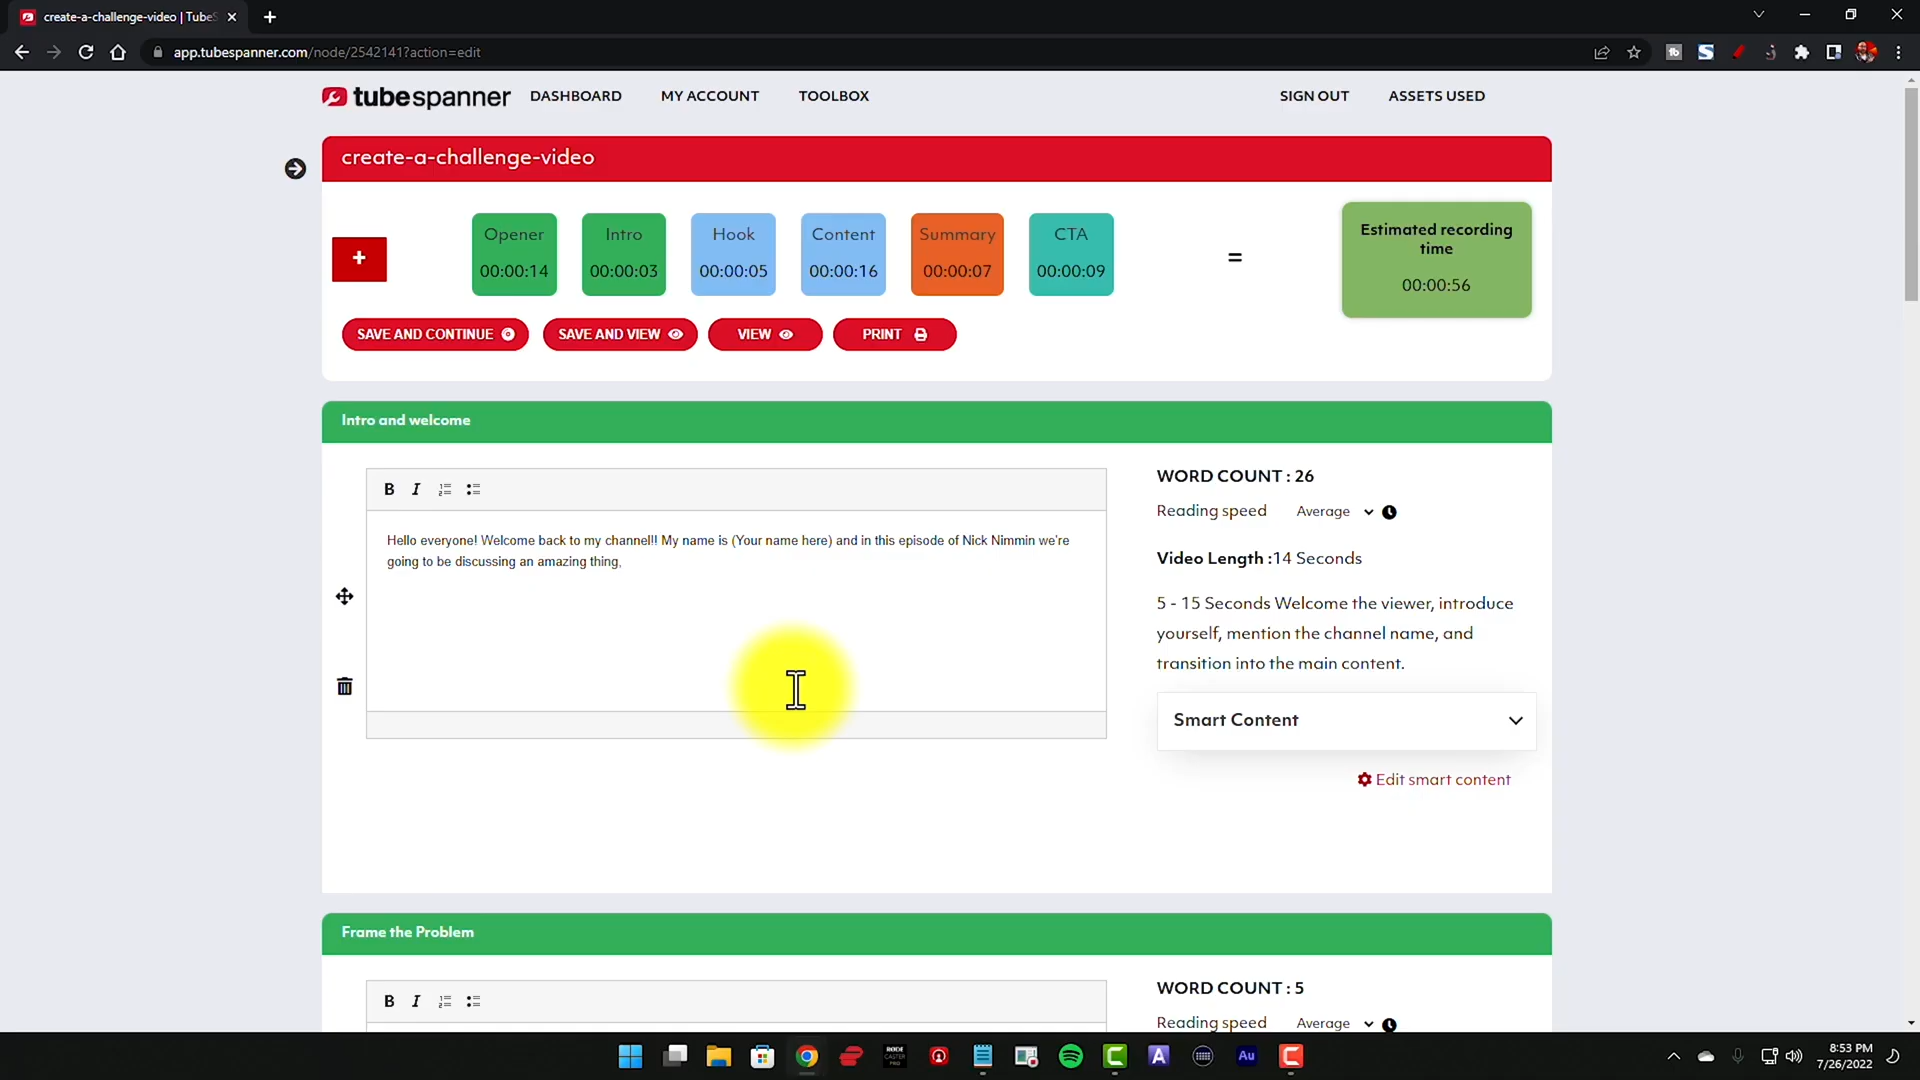 create-a-challenge-video | TubeS
app.tubespanner.com/node/2542141?action=edit
tubespanner
DASHBOARD
MY ACCOUNT
TOOLBOX
SIGN OUT
ASSETS USED
create-a-challenge-video
+
Opener
00:00:14
Intro
00:00:03
Hook
00:00:05
Content
00:00:16
Summary
00:00:07
CTA
00:00:09
=
Estimated recording
time
00:00:56
SAVE AND CONTINUE
SAVE AND VIEW
VIEW
PRINT
Intro and welcome
B I
Hello everyone! Welcome back to my channel!! My name is (Your name here) and in this episode of Nick Nimmin we're
going to be discussing an amazing thing,
WORD COUNT : 26
Reading speed Average
Video Length :14 Seconds
5 - 15 Seconds Welcome the viewer, introduce
yourself, mention the channel name, and
transition into the main content.
Smart Content
Edit smart content
Frame the Problem
B I
WORD COUNT : 5
Reading speed Average
RODE
CASTER
PRO
A
Au
8:53 PM
7/26/2022